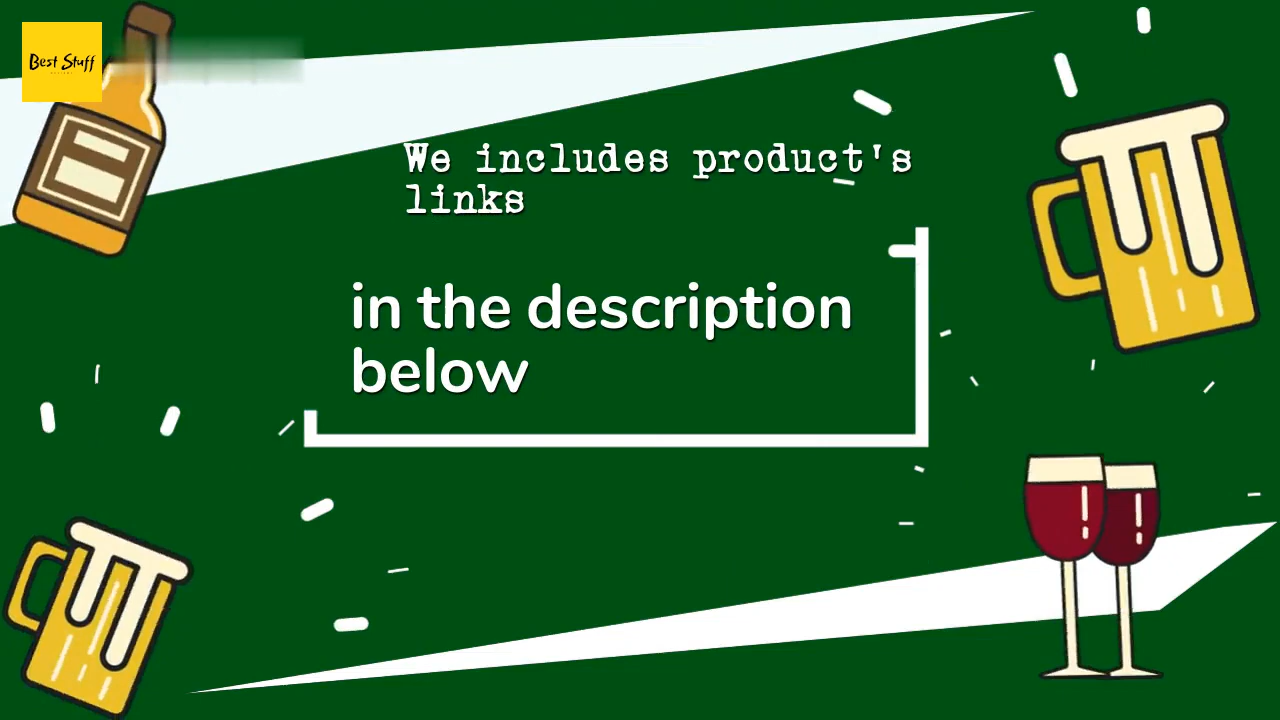 Best Stuff
We includes product's
links
in the description
below